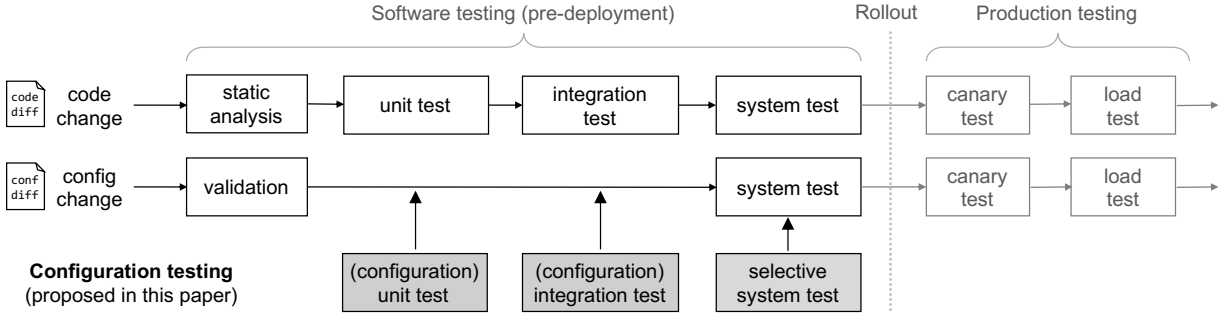 Software testing (pre-deployment)
Rollout
Production testing
code
diff
code
change
static
analysis
unit test
integration
test
system test
canary
test
load
test
conf
diff
config
change
validation
system test
canary
test
load
test
Configuration testing
(proposed in this paper)
(configuration)
unit test
(configuration)
integration test
selective
system test